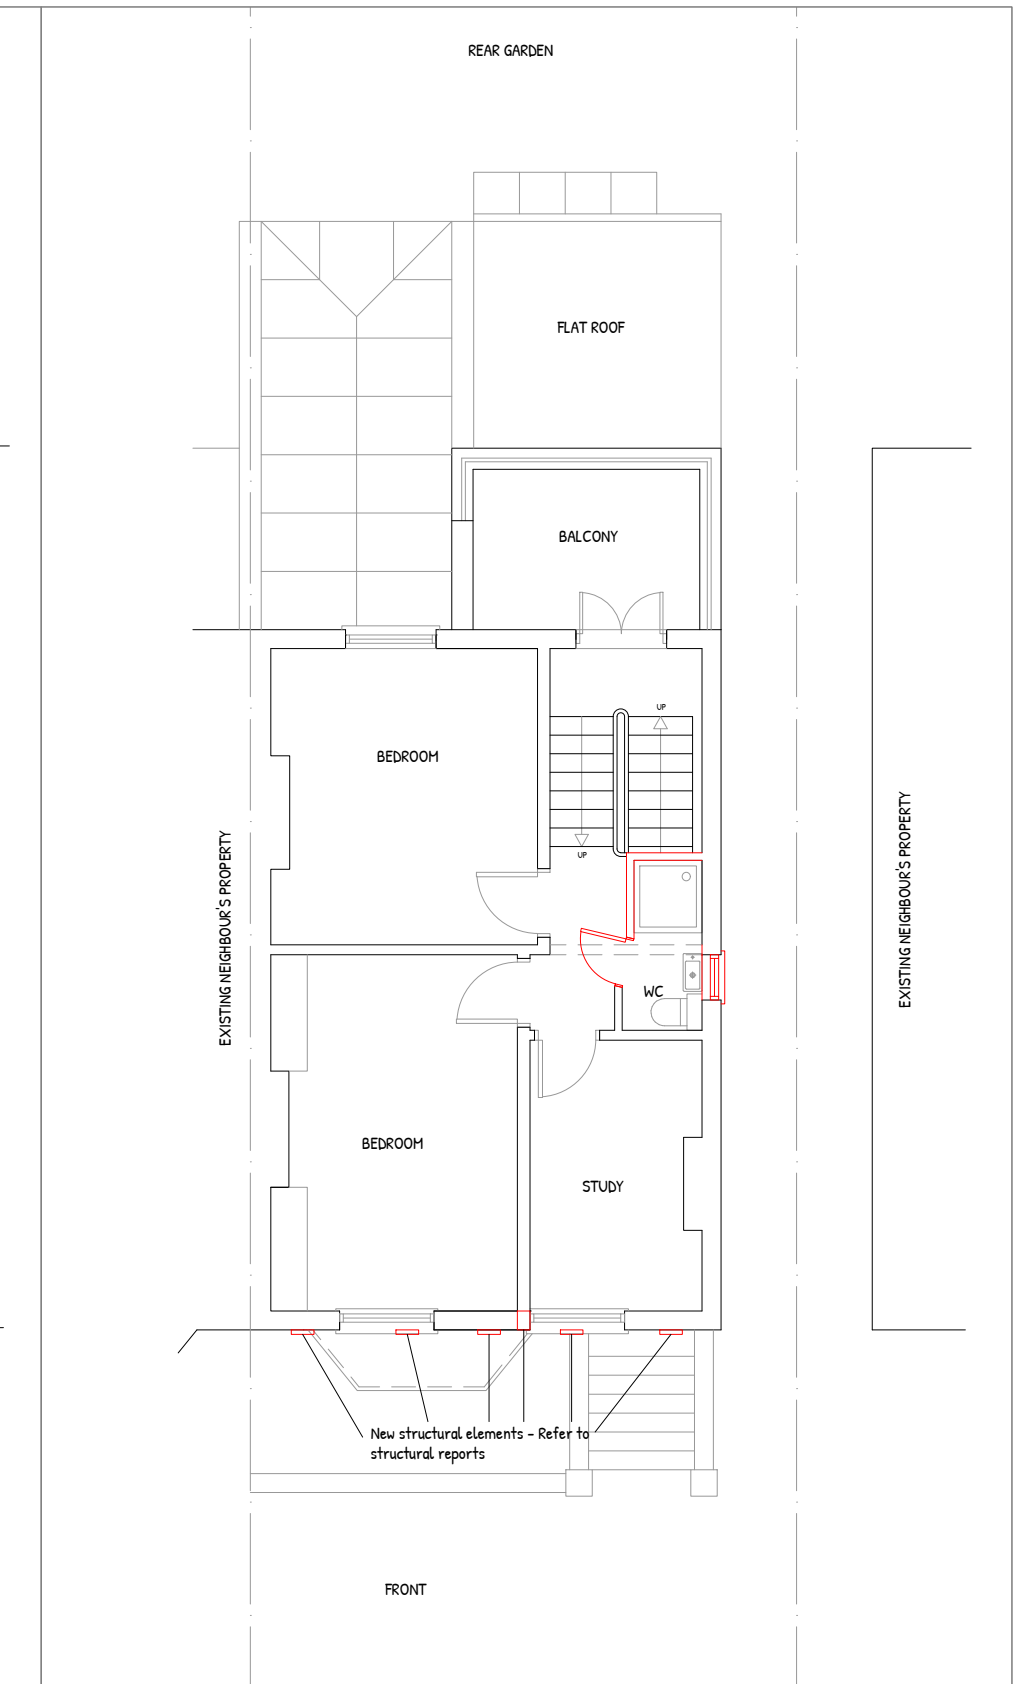 REAR GARDEN
FLAT ROOF
BALCONY
UP
BEDROOM
UP
EXISTING NEIGHBOUR'S PROPERTY
EXISTING NEIGHBOUR'S PROPERTY
WC
BEDROOM
STUDY
New structural elements - Refer to
structural reports
FRONT